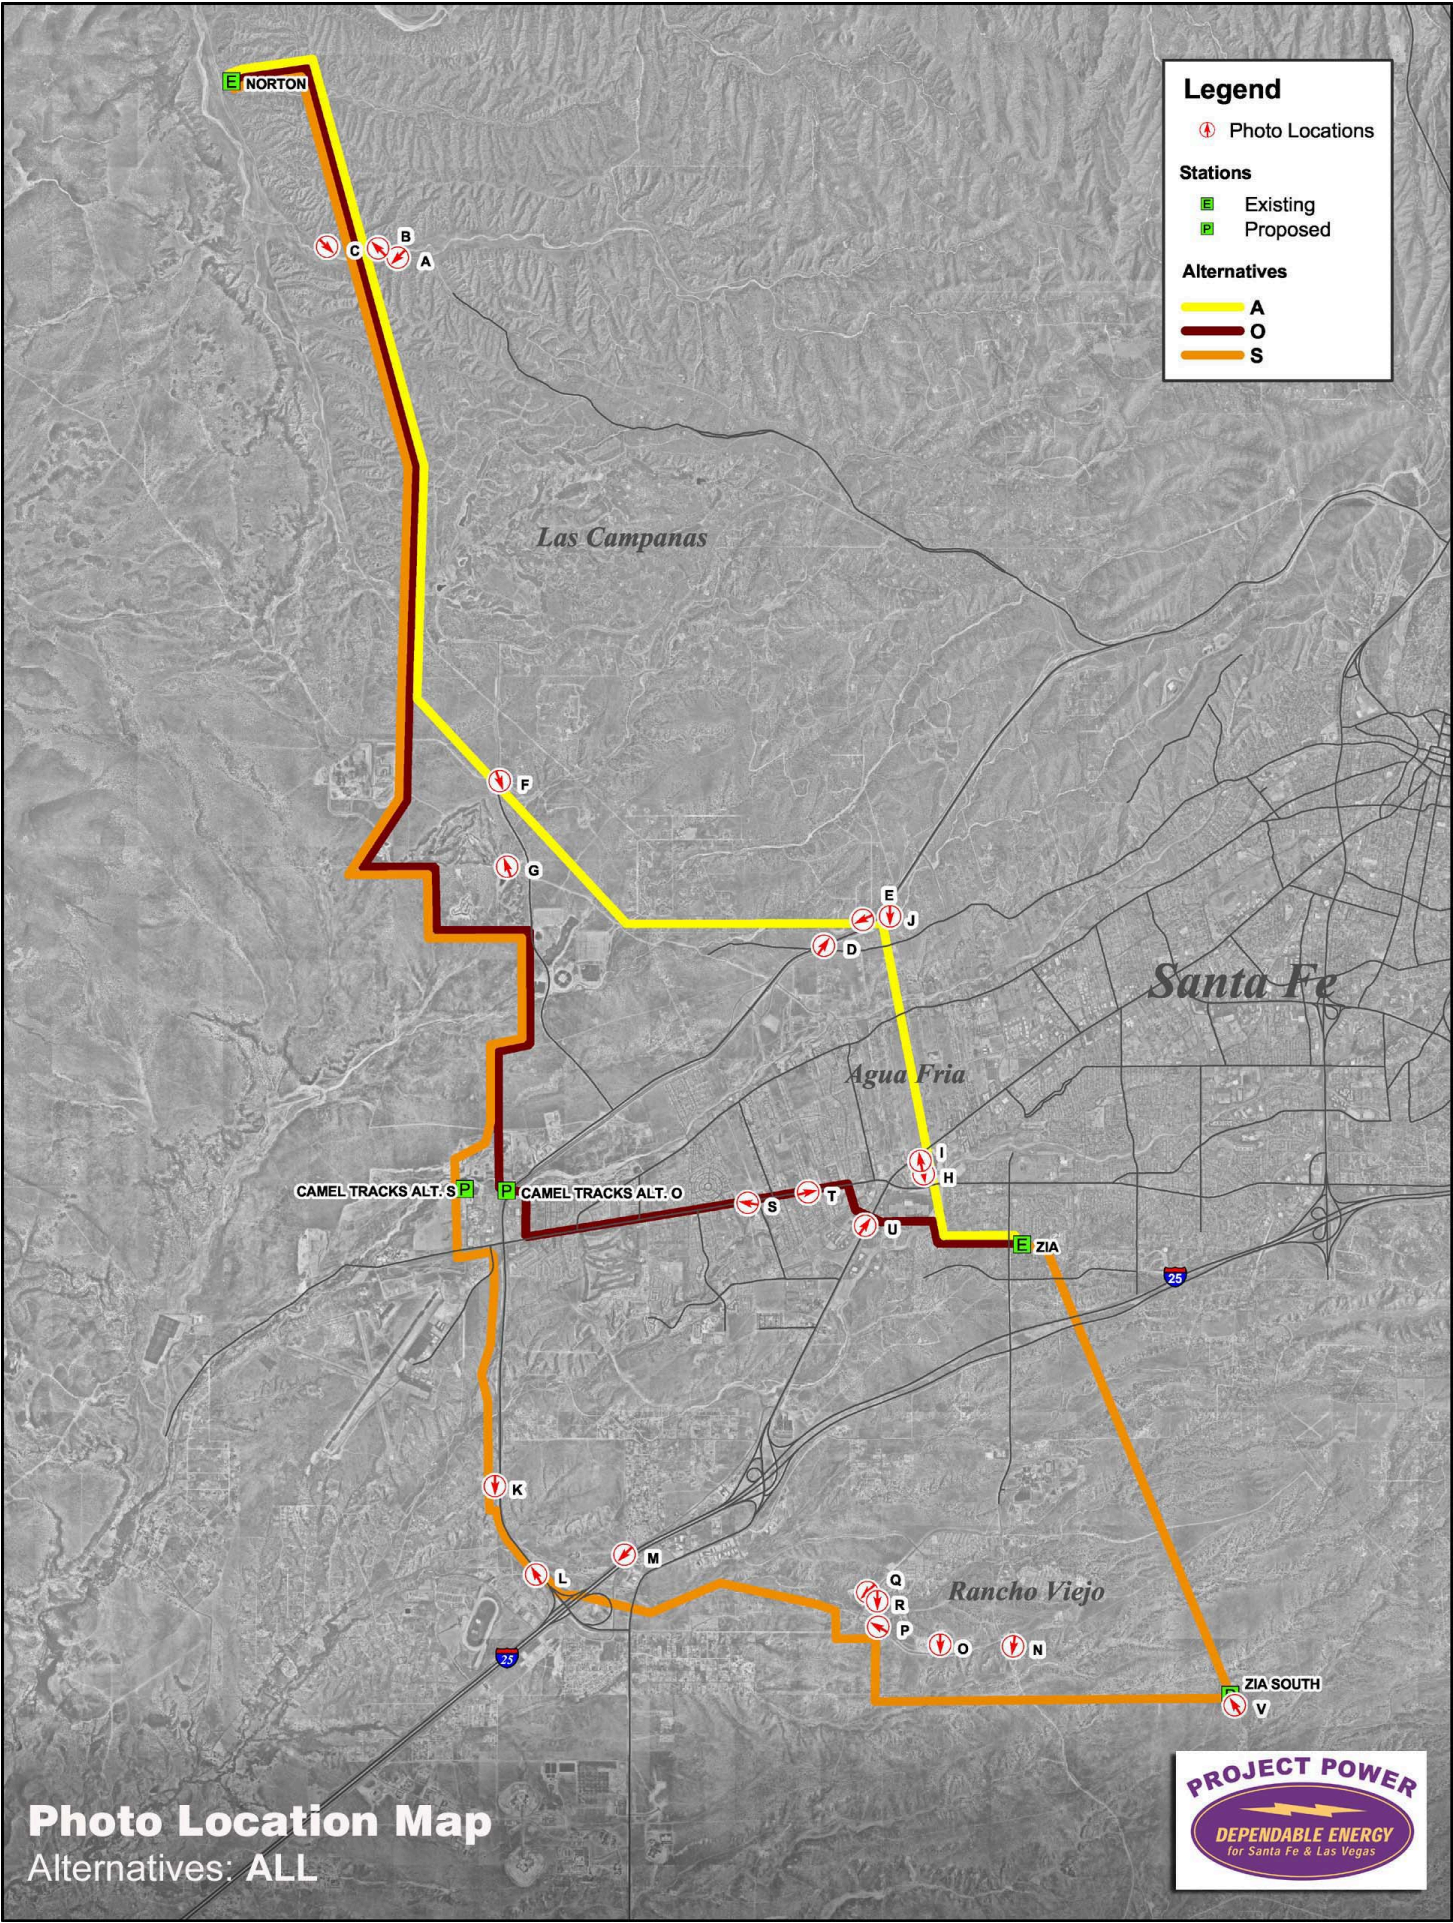 E NORTON
Legend
Photo Locations
Stations
E Existing
P Proposed
Alternatives
A
O
S
B
C
A
Las Campanas
F
G
E
J
D
Santa Fe
Agua Fria
I
H
CAMEL TRACKS ALT. S P
P CAMEL TRACKS ALT. O
S
T
U
E ZIA
25
K
M
L
Q
R
Rancho Viejo
P
O
N
25
ZIA SOUTH
V
PROJECT POWER
DEPENDABLE ENERGY
for Santa Fe & Las Vegas
Photo Location Map
Alternatives: ALL